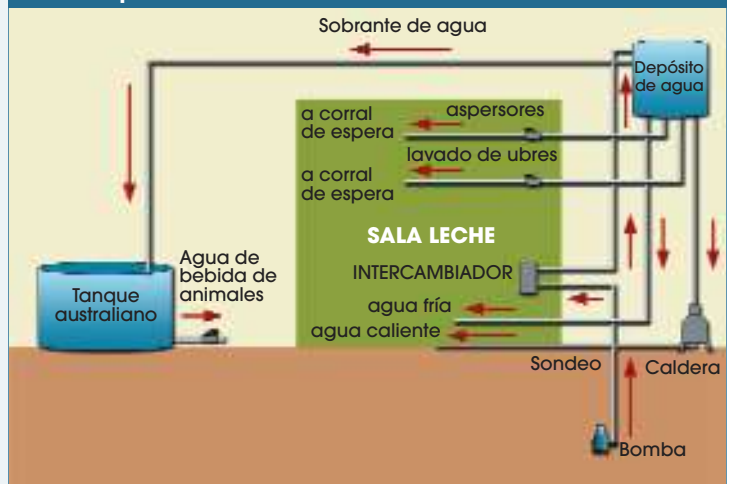 Sobrante de agua
Depósito
de agua
a corral
de espera
aspersores
lavado de ubres
a corral
de espera
SALA LECHE
Agua de
bebida de
animales
INTERCAMBIADOR
Tanque
australiano
agua fría
agua caliente
Sondeo
Caldera
Bomba